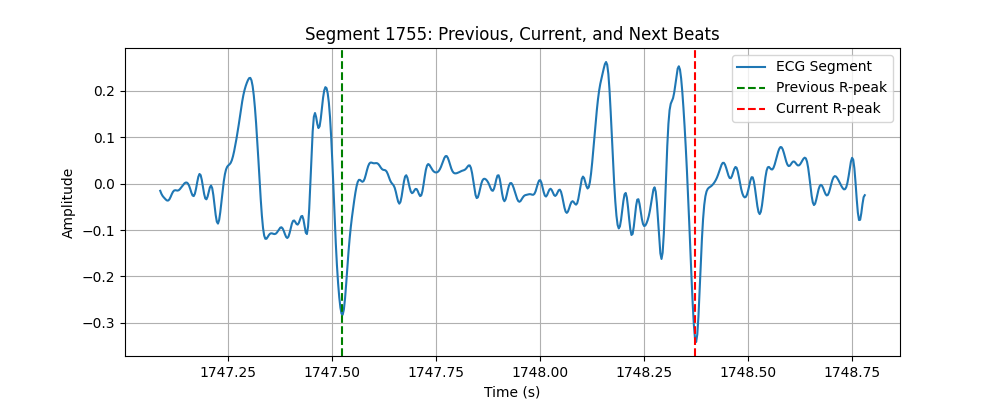 Segment 1755: Previous, Current, and Next Beats
ECG Segment
Previous R-peak
Current R-peak
Amplitude
0.2
0.1
0.0
−0.1
−0.2
−0.3
1747.25 1747.50 1747.75 1748.00 1748.25 1748.50 1748.75
Time (s)